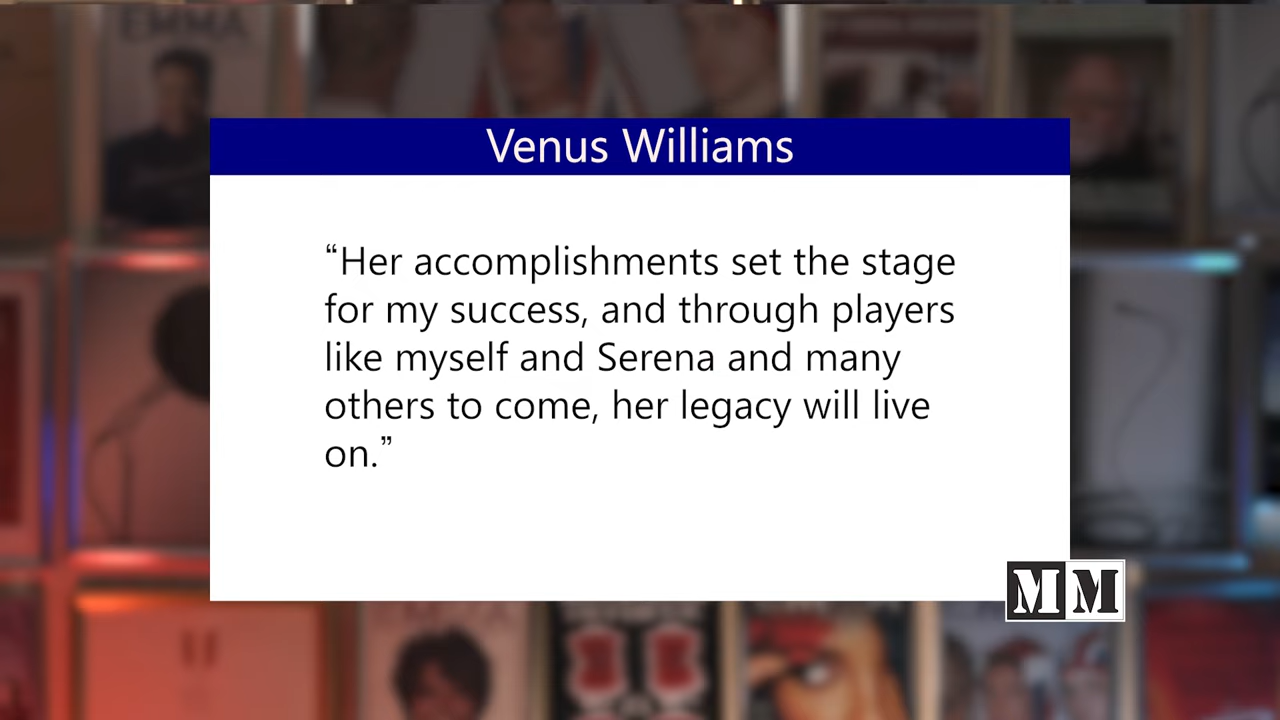 EMMA
Venus Williams
“Her accomplishments set the stage
for my success, and through players
like myself and Serena and many
others to come, her legacy will live
on.”
MM